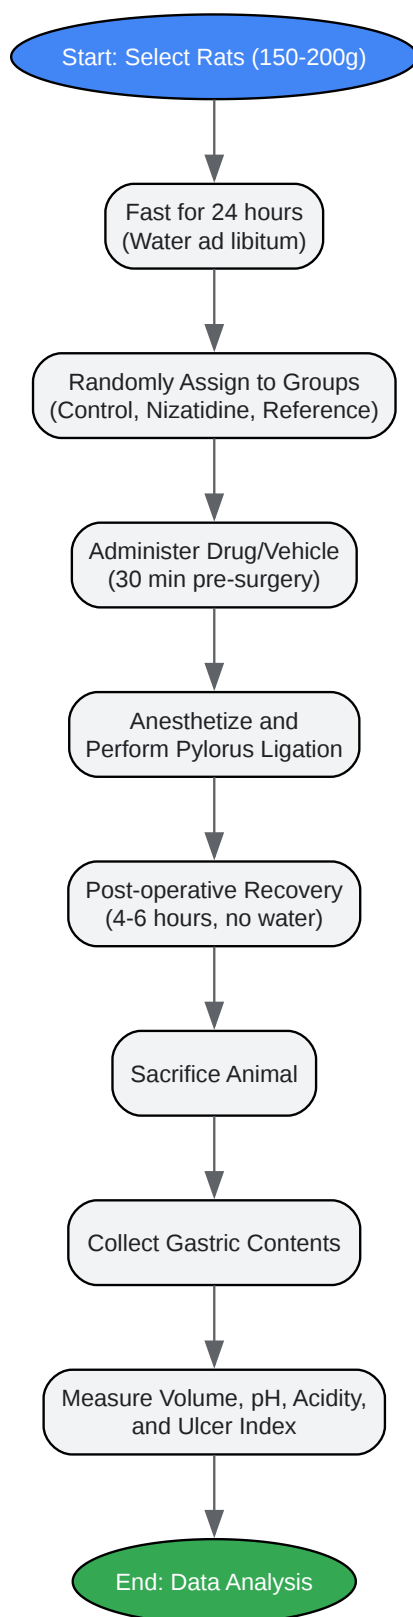 Start: Select Rats (150-200g)
Fast for 24 hours
(Water ad libitum)
Randomly Assign to Groups
(Control, Nizatidine, Reference)
Administer Drug/Vehicle
(30 min pre-surgery)
Anesthetize and
Perform Pylorus Ligation
Post-operative Recovery
(4-6 hours, no water)
Sacrifice Animal
Collect Gastric Contents
Measure Volume, pH, Acidity,
and Ulcer Index
End: Data Analysis